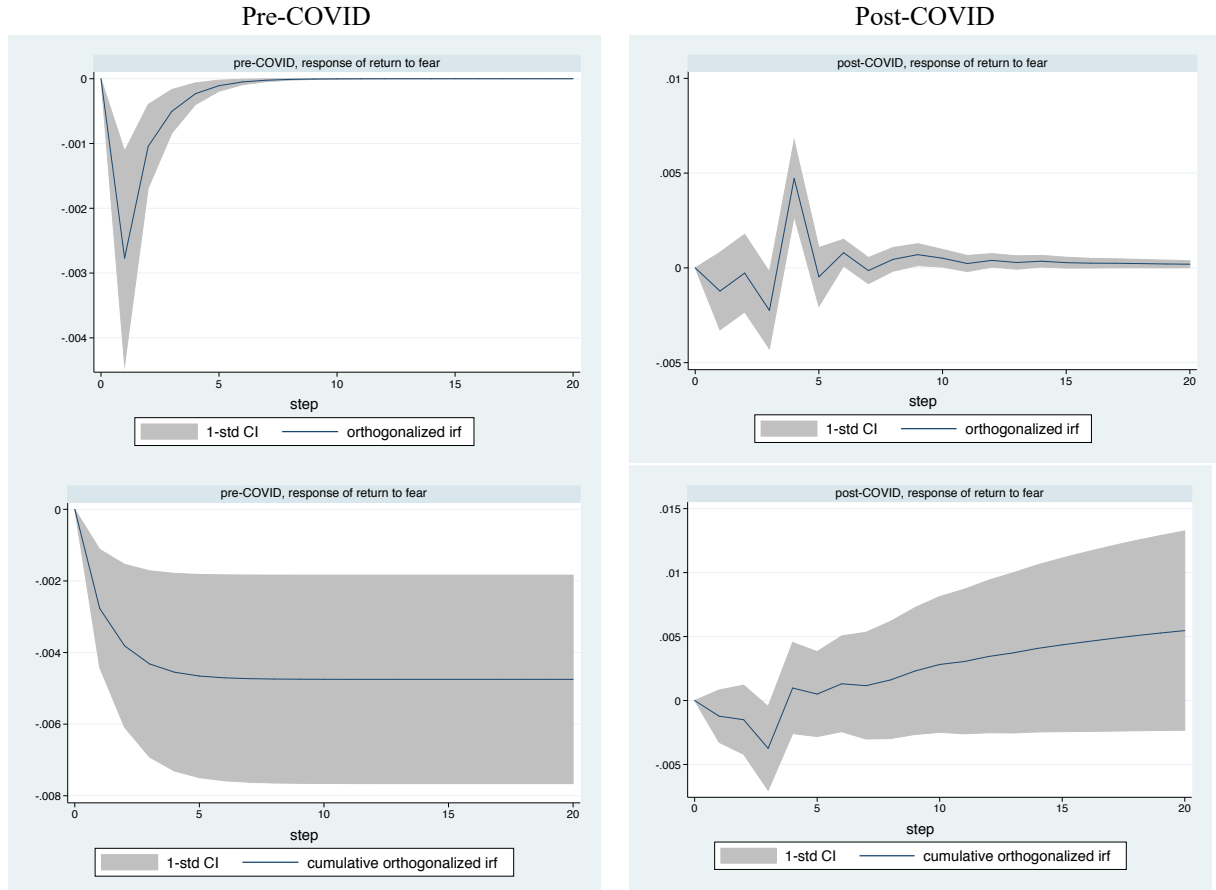 Pre-COVID
Post-COVID
pre-COVID, response of return to fear
0
-.001
-.002
-.003
-.004
0 5 10 15 20
step
1-std CI orthogonalized irf
post-COVID, response of return to fear
.01
.005
0
-.005
0 5 10 15 20
step
1-std CI orthogonalized irf
pre-COVID, response of return to fear
0
-.002
-.004
-.006
-.008
0 5 10 15 20
step
1-std CI cumulative orthogonalized irf
post-COVID, response of return to fear
.015
.01
.005
0
-.005
0 5 10 15 20
step
1-std CI cumulative orthogonalized irf